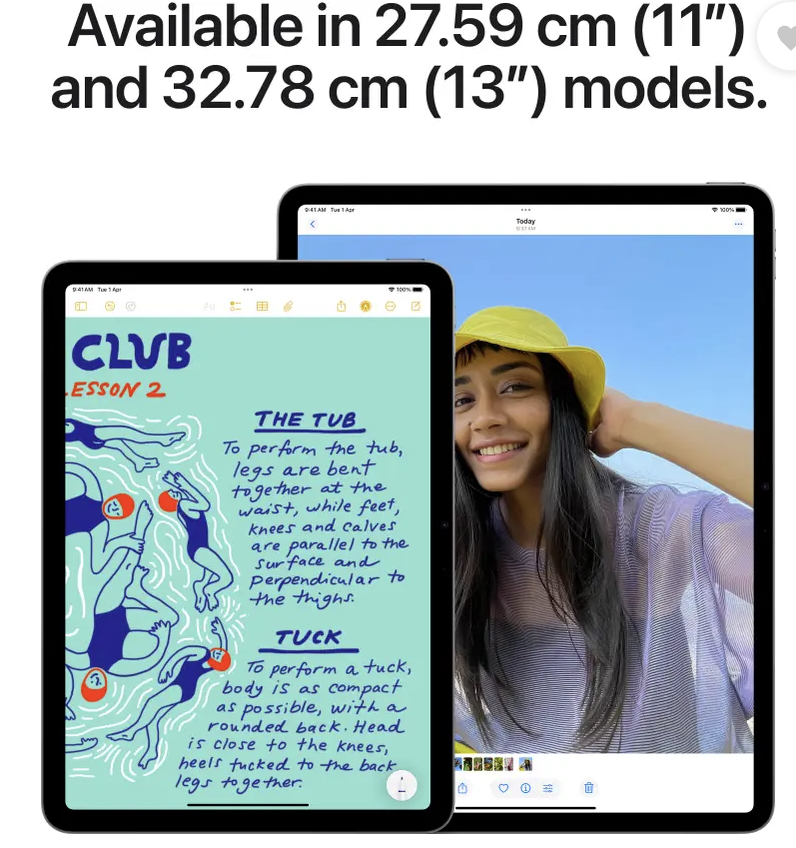 Available in 27.59 cm (11″)
and 32.78 cm (13″) models.
9:41 AM Tue 1 Apr
100%
Today
9:41 AM Tue 1 Apr
100%
CLUB
LESSON 2
THE TUB
To perform the tub,
legs are bent
together at the
waist, while feet,
knees and calves
are parallel to the
surface and
perpendicular to
the thighs.
TUCK
To perform a tuck,
body is as compact
as possible, with a
rounded back. Head
is close to the knees,
heels tucked to the back
legs together.